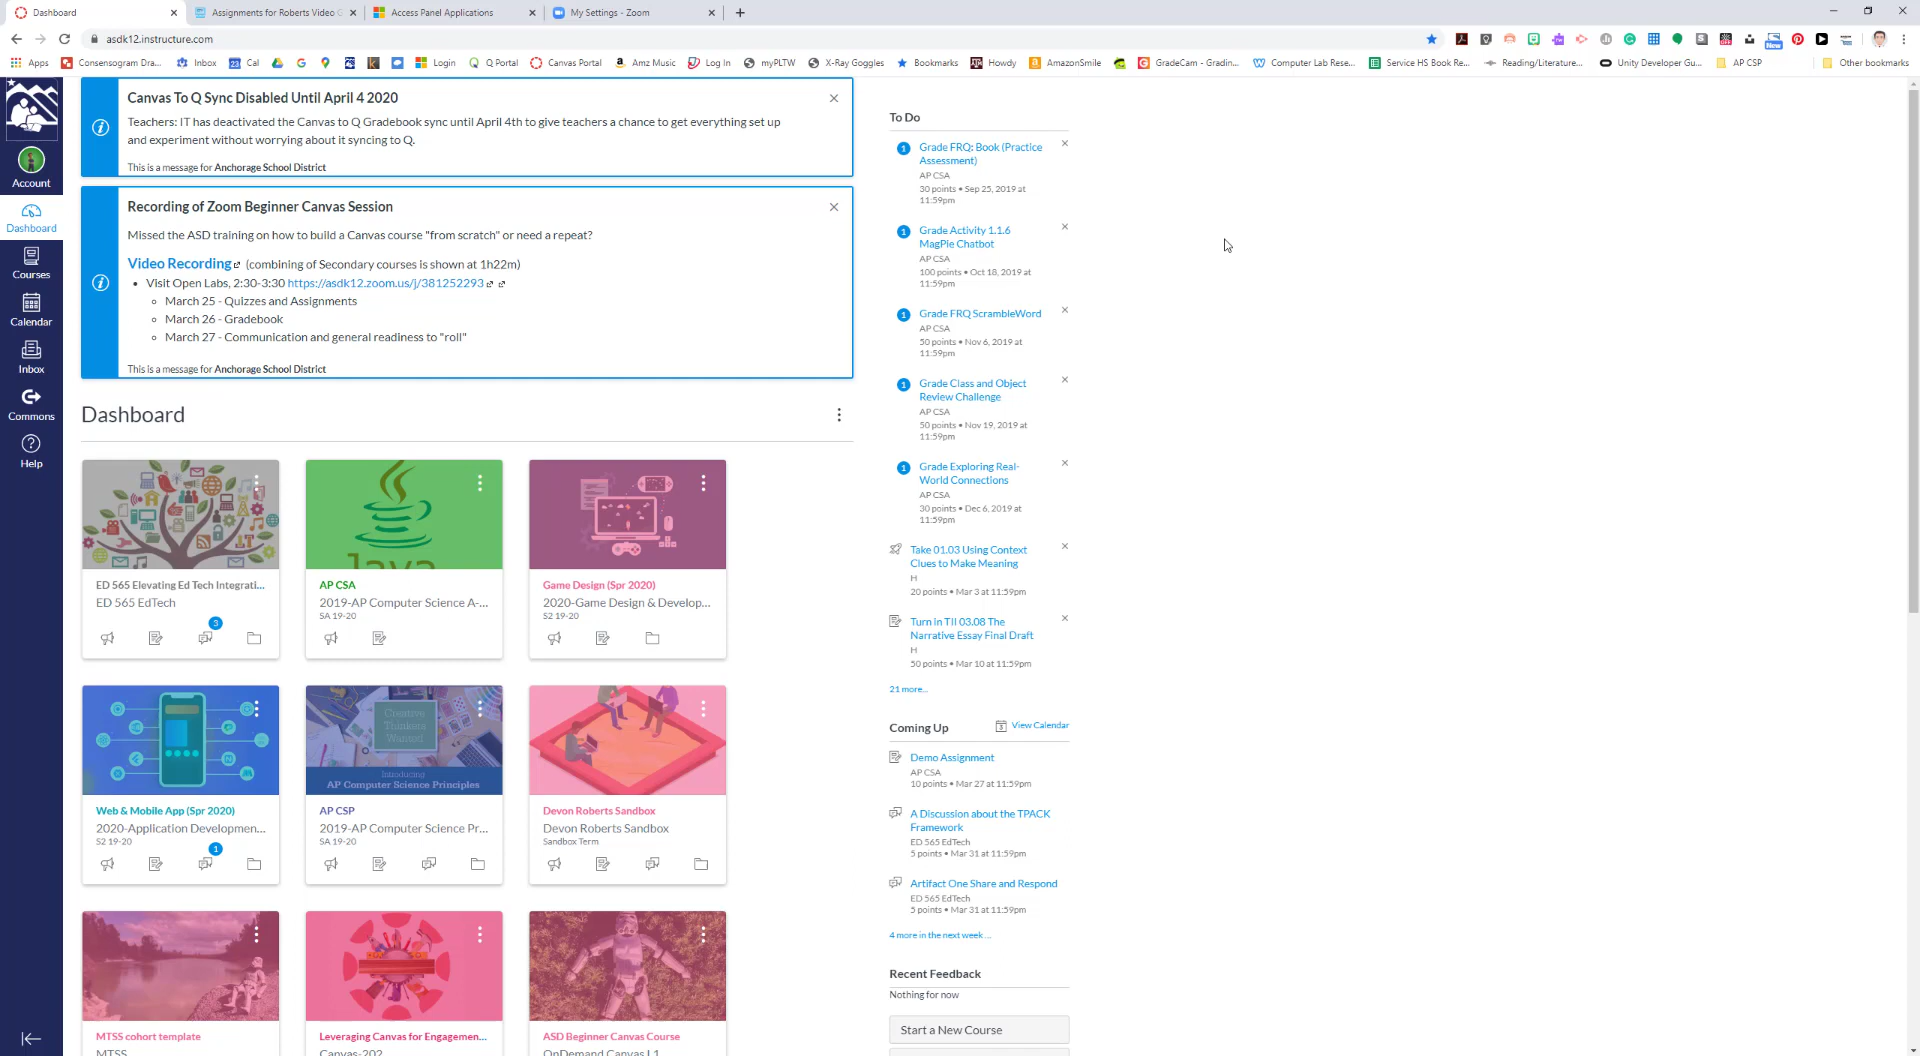 Dashboard
Assignments for Roberts Video G
Access Panel Applications
My Settings - Zoom
asdk12.instructure.com
Apps
Consensogram Dra...
Inbox
Cal
Login
Q Portal
Canvas Portal
Amz Music
Log In
myPLTW
X-Ray Goggles
Bookmarks
Howdy
AmazonSmile
GradeCam - Gradin...
Computer Lab Rese...
Service HS Book Re...
Reading/Literature...
Unity Developer Gu...
AP CSP
Other bookmarks
New
Account
Dashboard
Courses
Calendar
Inbox
Commons
Help
Canvas To Q Sync Disabled Until April 4 2020
Teachers: IT has deactivated the Canvas to Q Gradebook sync until April 4th to give teachers a chance to get everything set up
and experiment without worrying about it syncing to Q.
This is a message for Anchorage School District
Recording of Zoom Beginner Canvas Session
Missed the ASD training on how to build a Canvas course "from scratch" or need a repeat?
Video Recording (combining of Secondary courses is shown at 1h22m)
• Visit Open Labs, 2:30-3:30 https://asdk12.zoom.us/j/381252293
◦ March 25 - Quizzes and Assignments
◦ March 26 - Gradebook
◦ March 27 - Communication and general readiness to "roll"
This is a message for Anchorage School District
Dashboard
ED 565 Elevating Ed Tech Integrati...
ED 565 EdTech
3
Java
AP CSA
2019-AP Computer Science A-...
SA 19-20
Game Design (Spr 2020)
2020-Game Design & Develop...
S2 19-20
Web & Mobile App (Spr 2020)
2020-Application Developmen...
S2 19-20
1
Creative
Thinkers
Wanted
Introducing
AP Computer Science Principles
AP CSP
2019-AP Computer Science Pr...
SA 19-20
Devon Roberts Sandbox
Devon Roberts Sandbox
Sandbox Term
MTSS cohort template
MTSS
Leveraging Canvas for Engagemen...
Canvas-202
ASD Beginner Canvas Course
OnDemand Canvas L1
To Do
1
Grade FRQ: Book (Practice
Assessment)
AP CSA
30 points • Sep 25, 2019 at
11:59pm
1
Grade Activity 1.1.6
MagPie Chatbot
AP CSA
100 points • Oct 18, 2019 at
11:59pm
1
Grade FRQ ScrambleWord
AP CSA
50 points • Nov 6, 2019 at
11:59pm
1
Grade Class and Object
Review Challenge
AP CSA
50 points • Nov 19, 2019 at
11:59pm
1
Grade Exploring Real-
World Connections
AP CSA
30 points • Dec 6, 2019 at
11:59pm
Take 01.03 Using Context
Clues to Make Meaning
H
20 points • Mar 3 at 11:59pm
Turn in TII 03.08 The
Narrative Essay Final Draft
H
50 points • Mar 10 at 11:59pm
21 more...
Coming Up
View Calendar
Demo Assignment
AP CSA
10 points • Mar 27 at 11:59pm
A Discussion about the TPACK
Framework
ED 565 EdTech
5 points • Mar 31 at 11:59pm
Artifact One Share and Respond
ED 565 EdTech
5 points • Mar 31 at 11:59pm
4 more in the next week ...
Recent Feedback
Nothing for now
Start a New Course